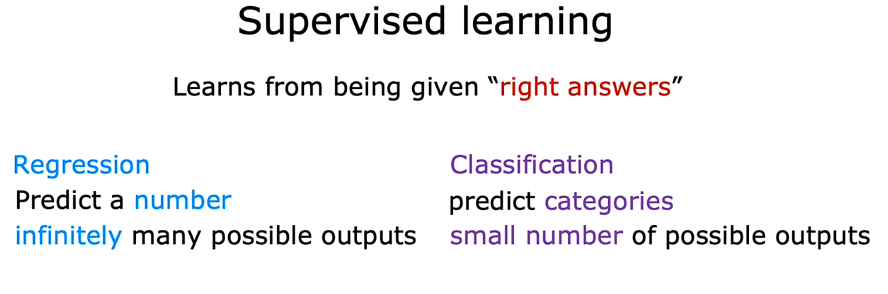 Supervised learning
Learns from being given “right answers”
Regression
Predict a number
infinitely many possible outputs
Classification
predict categories
small number of possible outputs